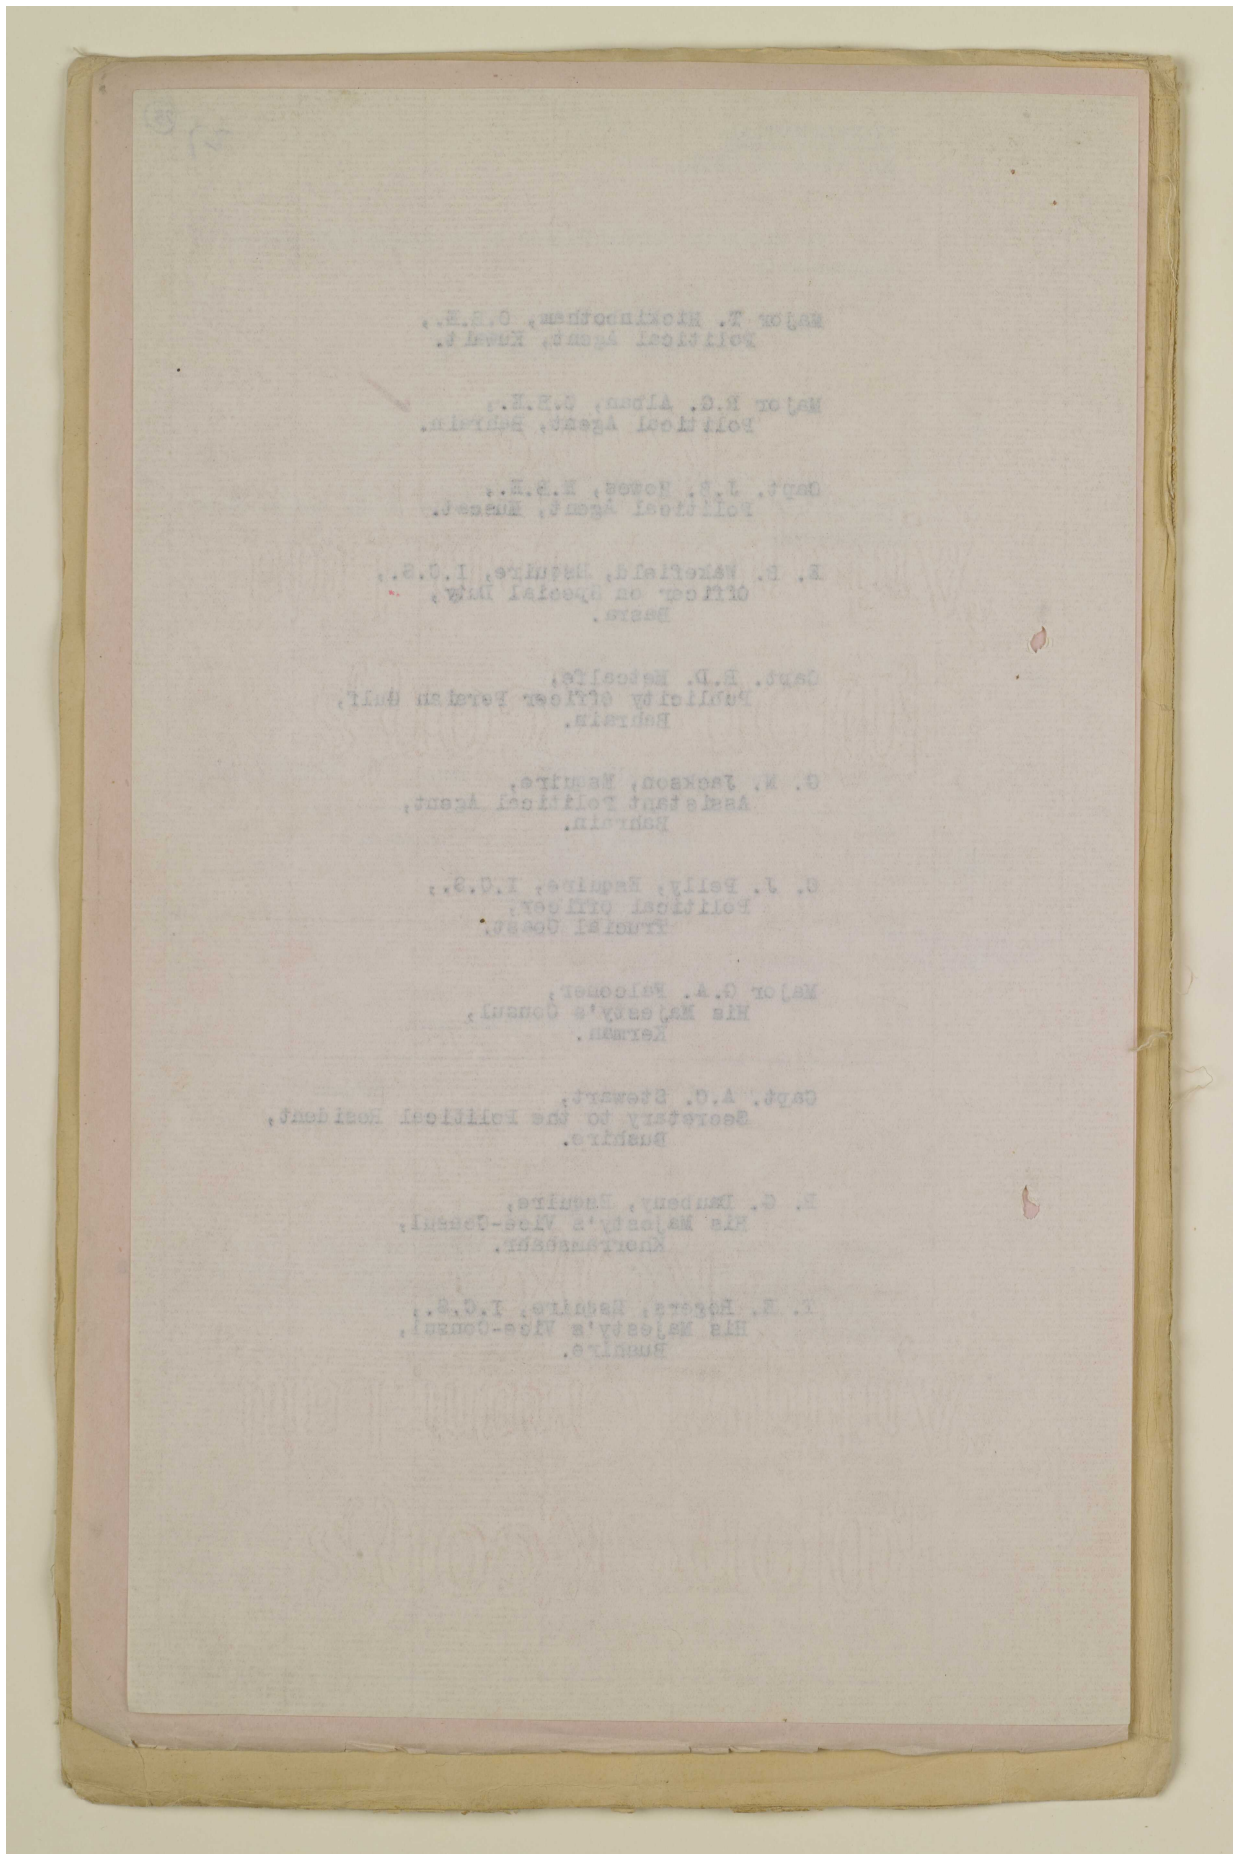 Major T. Hickinbotham, O.B.E.,
Political Agent, Kuwait.
Major R.G. Alban, O.B.E.,
Political Agent, Bahrain.
Capt. J.B. Howes, M.B.E.,
Political Agent, Muscat.
E. B. Wakefield, Esquire, I.C.S.,
Officer on Special Duty,
Basra.
Capt. R.D. Metcalfe,
Publicity Officer Persian Gulf,
Bahrain.
G. N. Jackson, Esquire,
Assistant Political Agent,
Bahrain.
C. J. Pelly, Esquire, I.C.S.,
Political Officer,
Trucial Coast.
Major G.A. Falconer,
His Majesty's Consul,
Kerman.
Capt. A.C. Stewart,
Secretary to the Political Resident,
Bushire.
R. G. Daubeny, Esquire,
His Majesty's Vice-Consul,
Khorramshahr.
T. E. Rogers, Esquire, I.C.S.,
His Majesty's Vice-Consul,
Bushire.